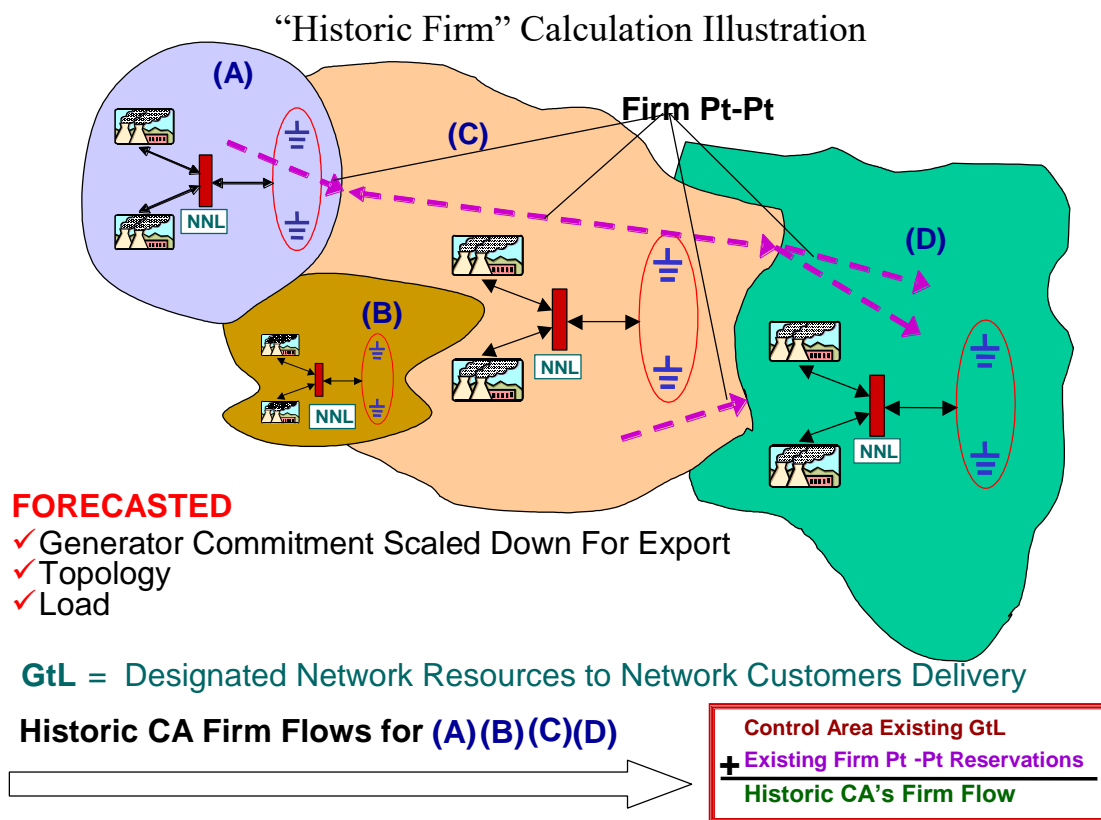 “Historic Firm” Calculation Illustration
(A)
Firm Pt-Pt
(C)
NNL
(D)
(B)
NNL
NNL
NNL
FORECASTED
✓Generator Commitment Scaled Down For Export
✓Topology
✓Load
GtL = Designated Network Resources to Network Customers Delivery
Historic CA Firm Flows for (A)(B)(C)(D)
Control Area Existing GtL
+ Existing Firm Pt -Pt Reservations
Historic CA's Firm Flow